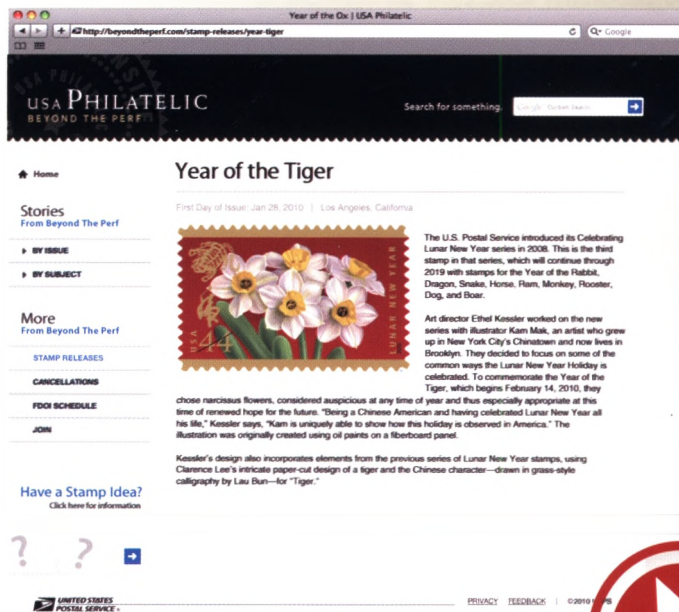 Year of the Ox | USA Philatelic
http://beyondtheperf.com/stamp-releases/year-tiger
Google
USA PHILATELIC
BEYOND THE PERF
Search for something.
Google Custom Search
Home
Stories
From Beyond The Perf
BY ISSUE
BY SUBJECT
More
From Beyond The Perf
STAMP RELEASES
CANCELLATIONS
FDOI SCHEDULE
JOIN
Have a Stamp Idea?
Click here for information
? ?
Year of the Tiger
First Day of Issue: Jan 28, 2010 | Los Angeles, California
USA
44
LUNAR NEW YEAR
The U.S. Postal Service introduced its Celebrating
Lunar New Year series in 2008. This is the third
stamp in that series, which will continue through
2019 with stamps for the Year of the Rabbit,
Dragon, Snake, Horse, Ram, Monkey, Rooster,
Dog, and Boar.
Art director Ethel Kessler worked on the new
series with illustrator Kam Mak, an artist who grew
up in New York City's Chinatown and now lives in
Brooklyn. They decided to focus on some of the
common ways the Lunar New Year Holiday is
celebrated. To commemorate the Year of the
Tiger, which begins February 14, 2010, they
chose narcissus flowers, considered auspicious at any time of year and thus especially appropriate at this
time of renewed hope for the future. "Being a Chinese American and having celebrated Lunar New Year all
his life," Kessler says, "Kam is uniquely able to show how this holiday is observed in America." The
illustration was originally created using oil paints on a fiberboard panel.
Kessler's design also incorporates elements from the previous series of Lunar New Year stamps, using
Clarence Lee's intricate paper-cut design of a tiger and the Chinese character—drawn in grass-style
calligraphy by Lau Bun—for "Tiger."
UNITED STATES
POSTAL SERVICE
PRIVACY FEEDBACK | ©2010